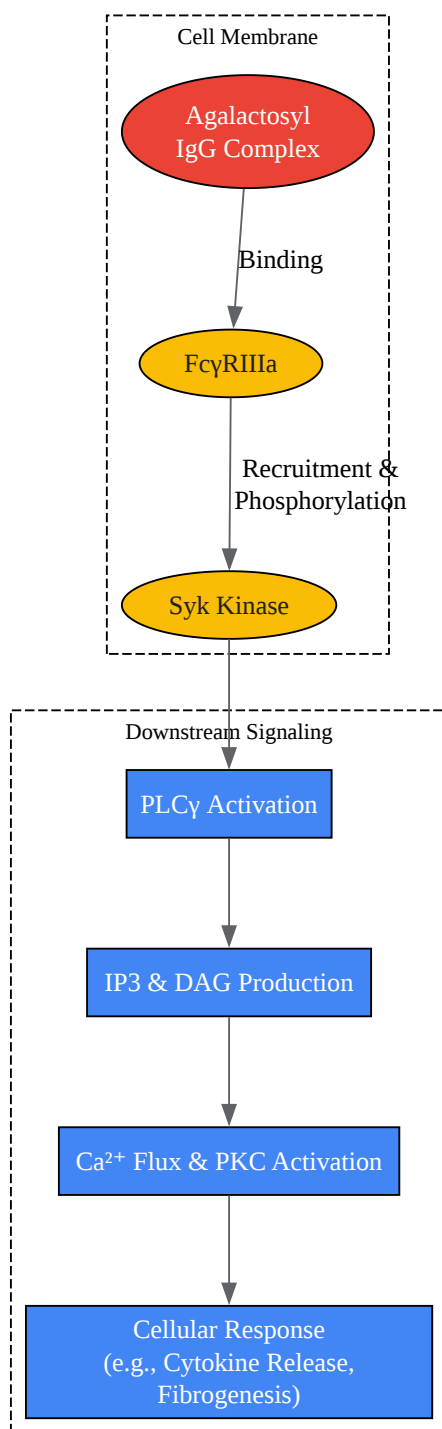 Cell Membrane
Agalactosyl
IgG Complex
Binding
FcγRIIIa
Recruitment &
Phosphorylation
Syk Kinase
Downstream Signaling
PLCγ Activation
IP3 & DAG Production
Ca²⁺ Flux & PKC Activation
Cellular Response
(e.g., Cytokine Release,
Fibrogenesis)